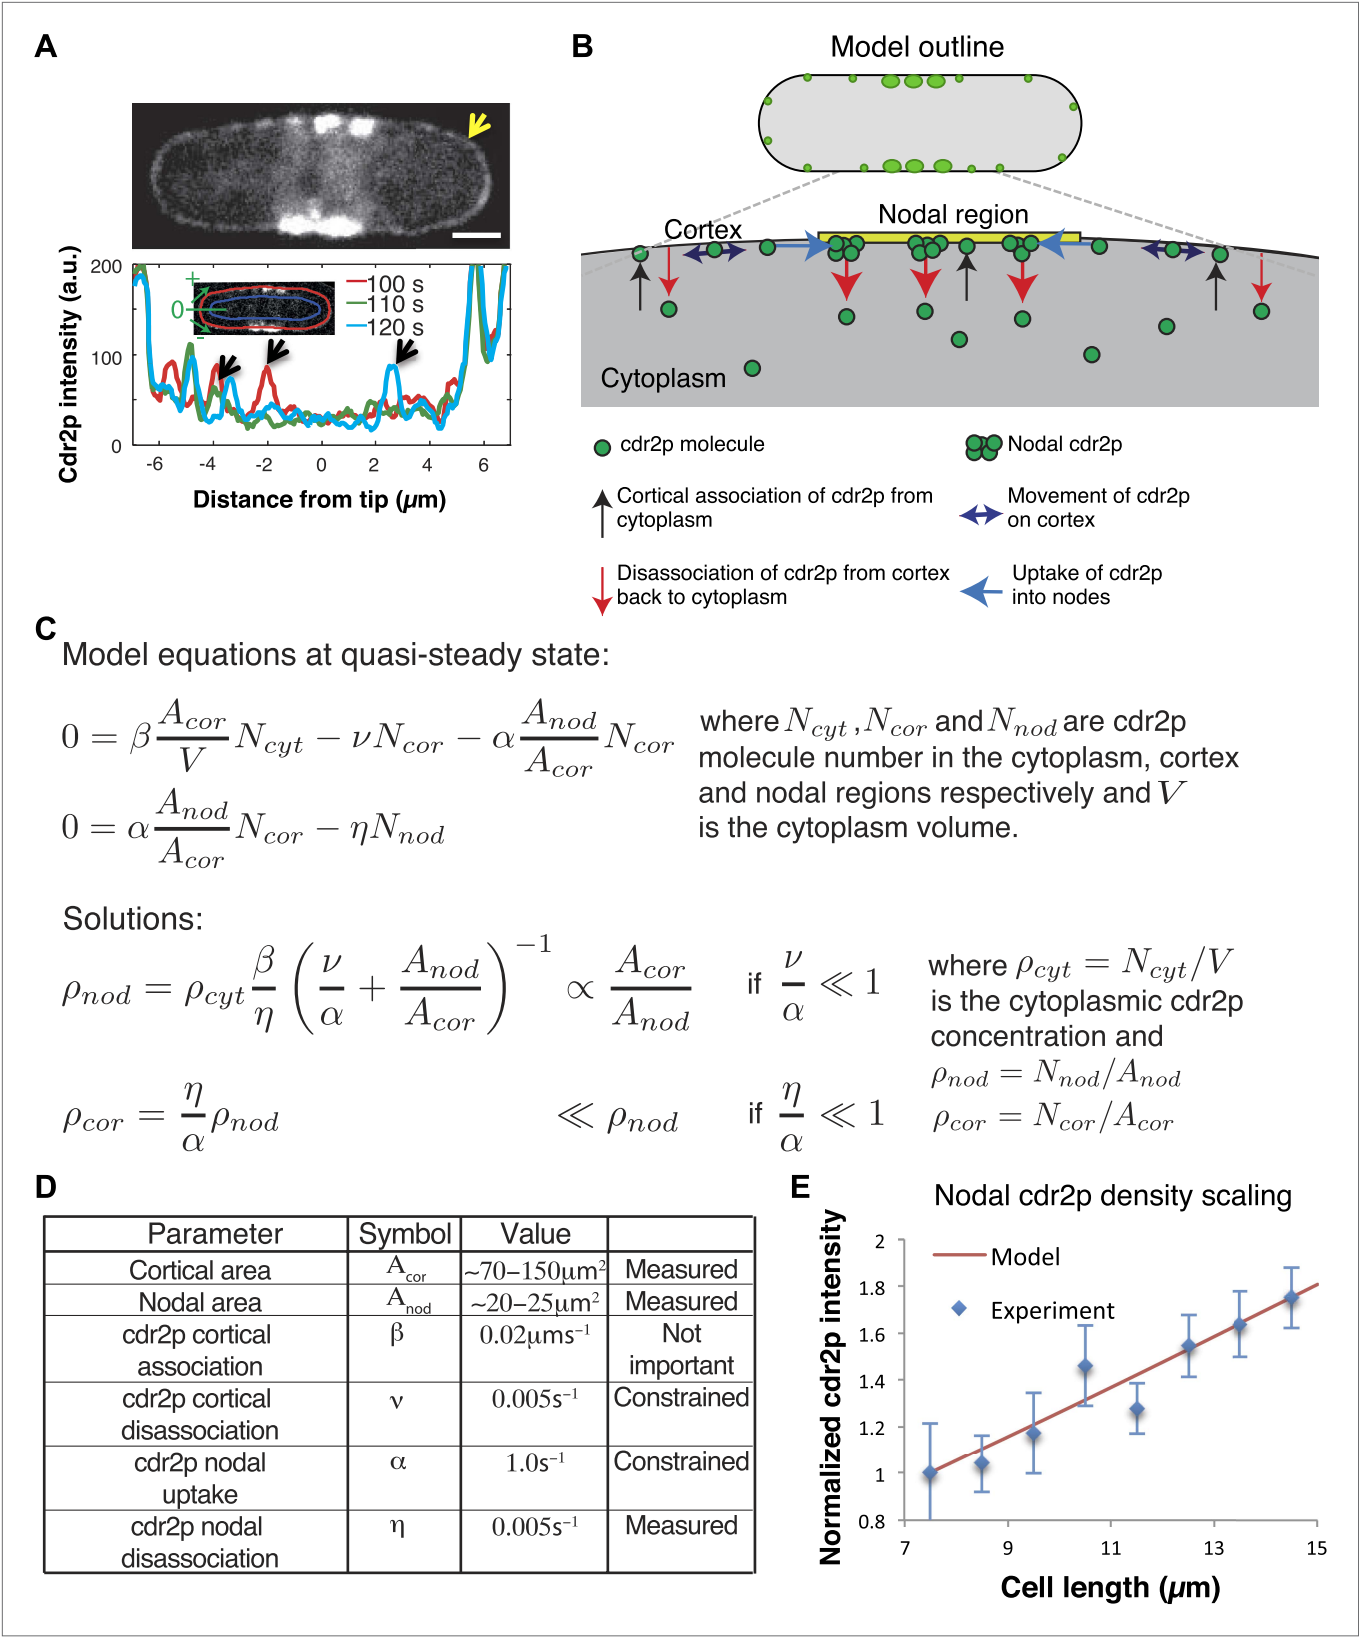 A
Cdr2p intensity (a.u.)
200
100
0
+
0
-
100 s
110 s
120 s
-6 -4 -2 0 2 4 6
Distance from tip (µm)
B
Model outline
Cortex
Nodal region
Cytoplasm
cdr2p molecule
Nodal cdr2p
Cortical association of cdr2p from
cytoplasm
Movement of cdr2p
on cortex
Disassociation of cdr2p from cortex
back to cytoplasm
Uptake of cdr2p
into nodes
C
Model equations at quasi-steady state:
0 = β A_cor/V N_cyt − νN_cor − α A_nod/A_cor N_cor
0 = α A_nod/A_cor N_cor − ηN_nod
where N_cyt, N_cor and N_nod are cdr2p
molecule number in the cytoplasm, cortex
and nodal regions respectively and V
is the cytoplasm volume.
Solutions:
ρ_nod = ρ_cyt β/η (ν/α + A_nod/A_cor)^−1 ∝ A_cor/A_nod if ν/α ≪ 1
ρ_cor = η/α ρ_nod ≪ ρ_nod if η/α ≪ 1
where ρ_cyt = N_cyt/V
is the cytoplasmic cdr2p
concentration and
ρ_nod = N_nod/A_nod
ρ_cor = N_cor/A_cor
D
Parameter Symbol Value
Cortical area A_cor ~70–150µm² Measured
Nodal area A_nod ~20–25µm² Measured
cdr2p cortical β 0.02µms⁻¹ Not
association important
cdr2p cortical ν 0.005s⁻¹ Constrained
disassociation
cdr2p nodal α 1.0s⁻¹ Constrained
uptake
cdr2p nodal η 0.005s⁻¹ Measured
disassociation
E
Nodal cdr2p density scaling
Normalized cdr2p intensity
2
1.8
1.6
1.4
1.2
1
0.8
Model
Experiment
7 9 11 13 15
Cell length (µm)